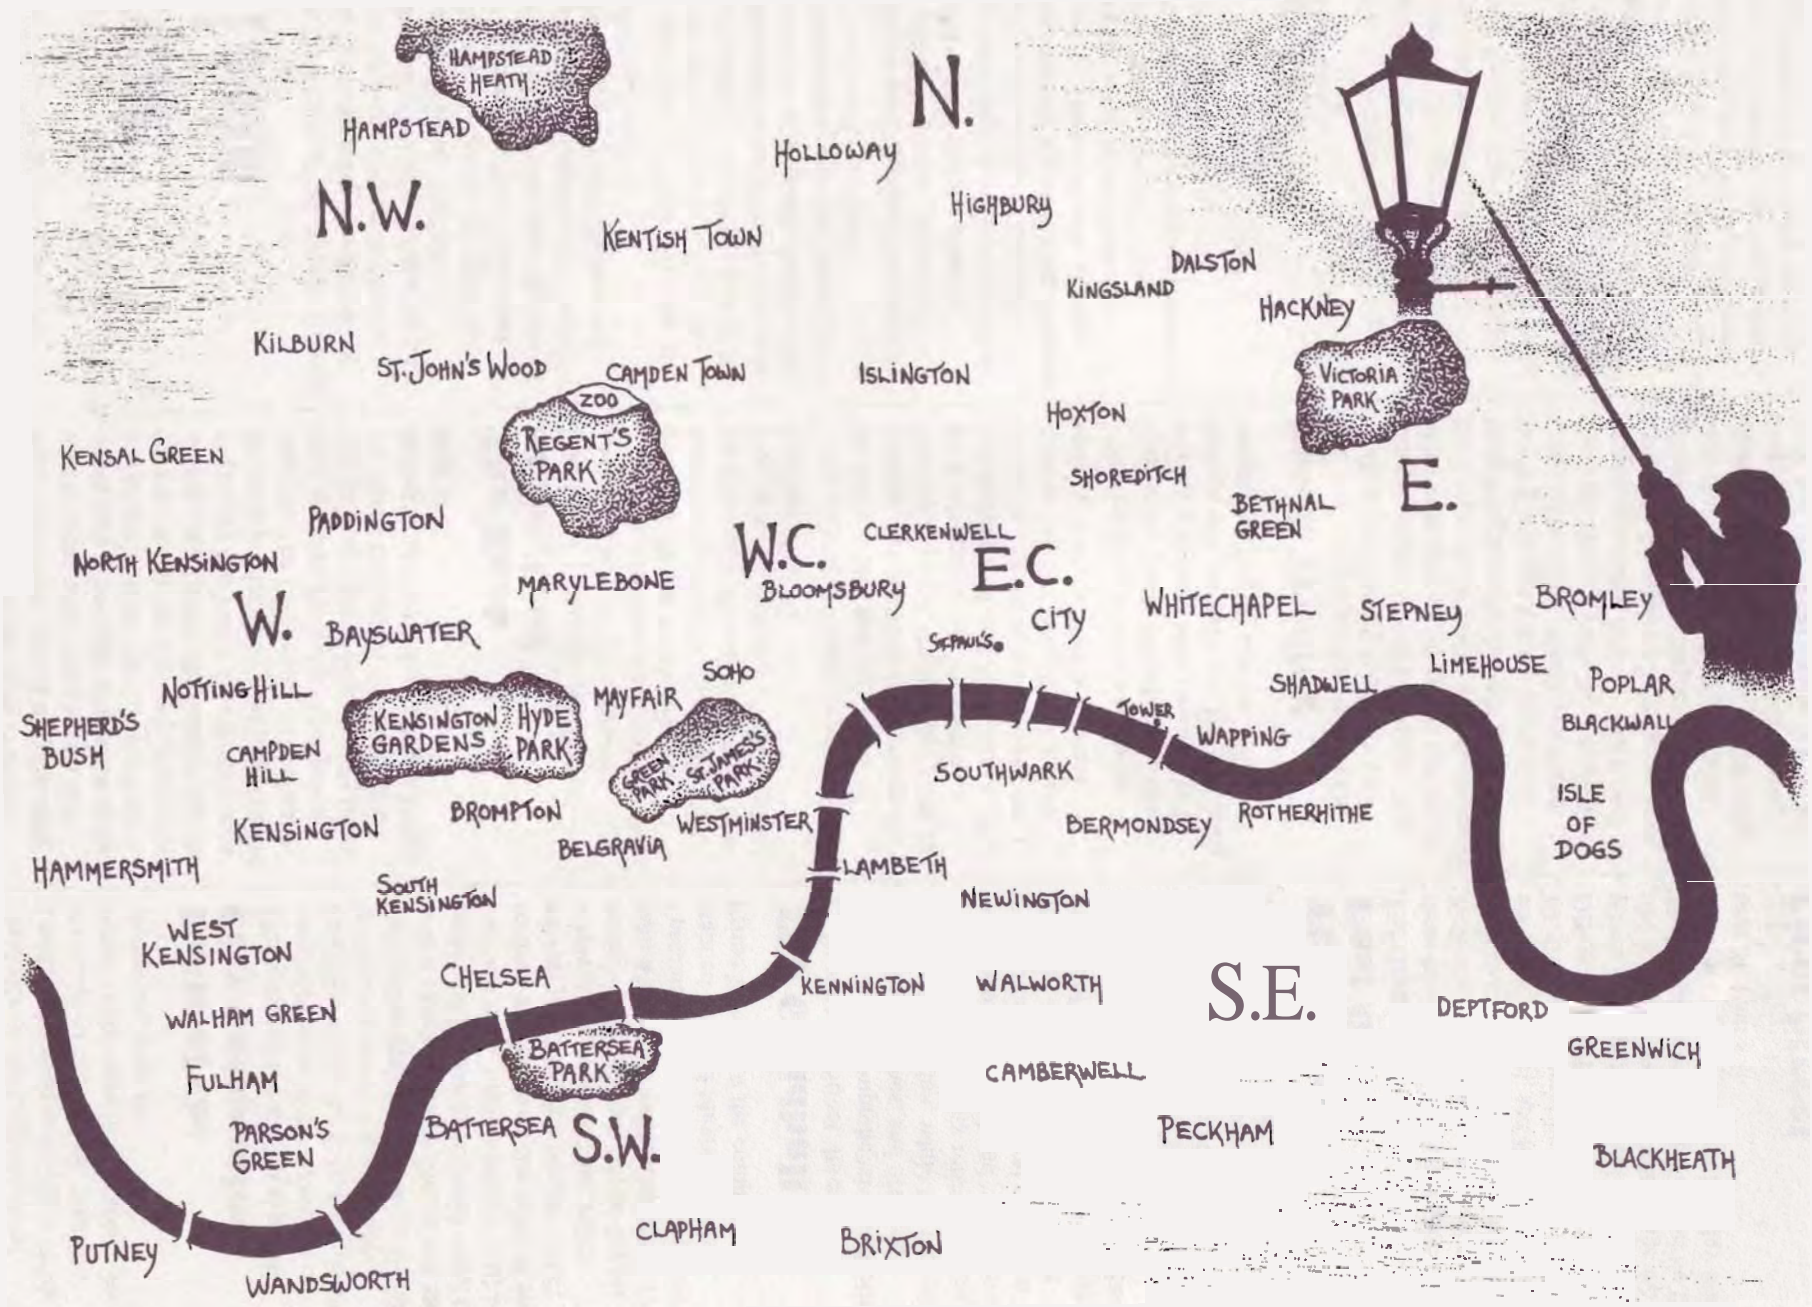 HAMPSTEAD
HEATH
HAMPSTEAD
N.
HOLLOWAY
N.W.
HIGHBURY
KENTISH TOWN
DALSTON
KINGSLAND
HACKNEY
KILBURN
ST. JOHN'S WOOD
CAMDEN TOWN
ISLINGTON
VICTORIA
PARK
ZOO
REGENT'S
PARK
HOXTON
KENSAL GREEN
SHOREDITCH
E.
BETHNAL
GREEN
PADDINGTON
NORTH KENSINGTON
W.C.
CLERKENWELL
E.C.
MARYLEBONE
BLOOMSBURY
CITY
WHITECHAPEL
STEPNEY
BROMLEY
W.
BAYSWATER
ST. PAUL'S
SOHO
LIMEHOUSE
NOTTING HILL
MAYFAIR
SHADWELL
POPLAR
SHEPHERD'S
BUSH
KENSINGTON
GARDENS
HYDE
PARK
TOWER
BLACKWALL
CAMPDEN
HILL
GREEN
PARK
ST. JAMES'S
PARK
WAPPING
SOUTHWARK
ISLE
OF
DOGS
BROMPTON
KENSINGTON
WESTMINSTER
BERMONDSEY
ROTHERHITHE
BELGRAVIA
HAMMERSMITH
LAMBETH
SOUTH
KENSINGTON
NEWINGTON
WEST
KENSINGTON
CHELSEA
KENNINGTON
WALWORTH
S.E.
WALHAM GREEN
DEPTFORD
BATTERSEA
PARK
GREENWICH
FULHAM
CAMBERWELL
PARSON'S
GREEN
BATTERSEA
S.W.
PECKHAM
BLACKHEATH
PUTNEY
CLAPHAM
BRIXTON
WANDSWORTH